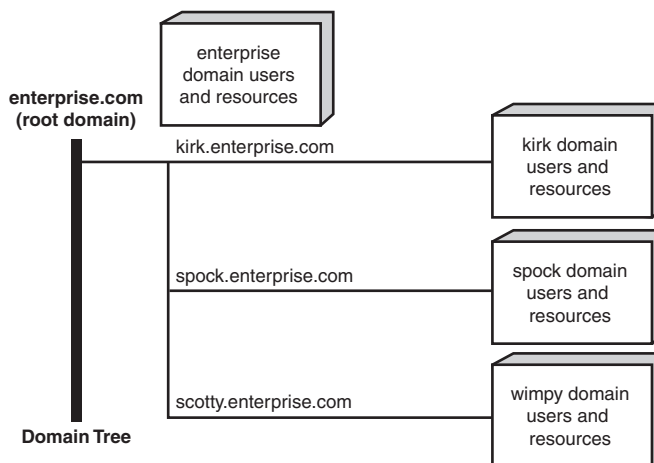 enterprise
domain users
and resources
enterprise.com
(root domain)
kirk.enterprise.com
kirk domain
users and
resources
spock.enterprise.com
spock domain
users and
resources
scotty.enterprise.com
wimpy domain
users and
resources
Domain Tree